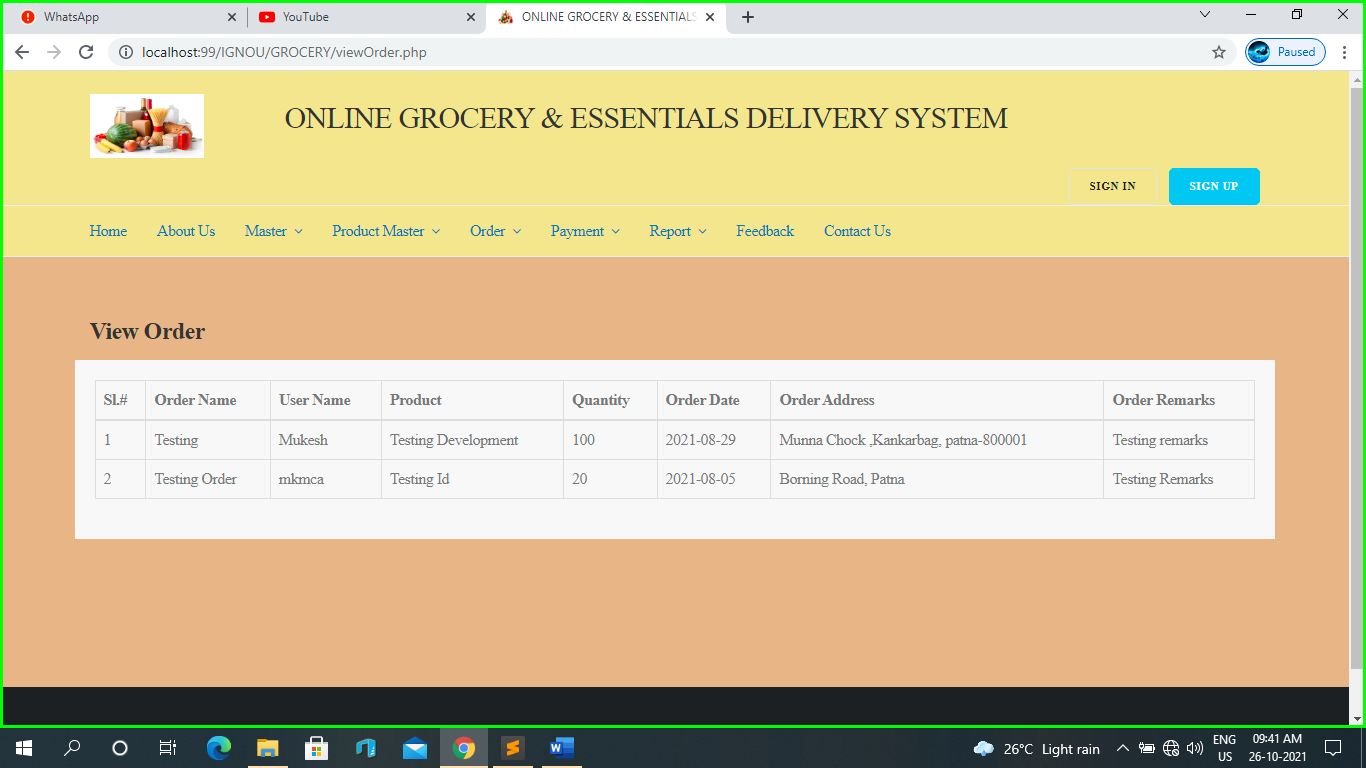 WhatsApp YouTube ONLINE GROCERY & ESSENTIALS
localhost:99/IGNOU/GROCERY/viewOrder.php Paused
ONLINE GROCERY & ESSENTIALS DELIVERY SYSTEM
SIGN IN SIGN UP
Home About Us Master Product Master Order Payment Report Feedback Contact Us
View Order
Sl.# Order Name User Name Product Quantity Order Date Order Address Order Remarks
1 Testing Mukesh Testing Development 100 2021-08-29 Munna Chock ,Kankarbag, patna-800001 Testing remarks
2 Testing Order mkmca Testing Id 20 2021-08-05 Borning Road, Patna Testing Remarks
26°C Light rain ENG 09:41 AM
US 26-10-2021